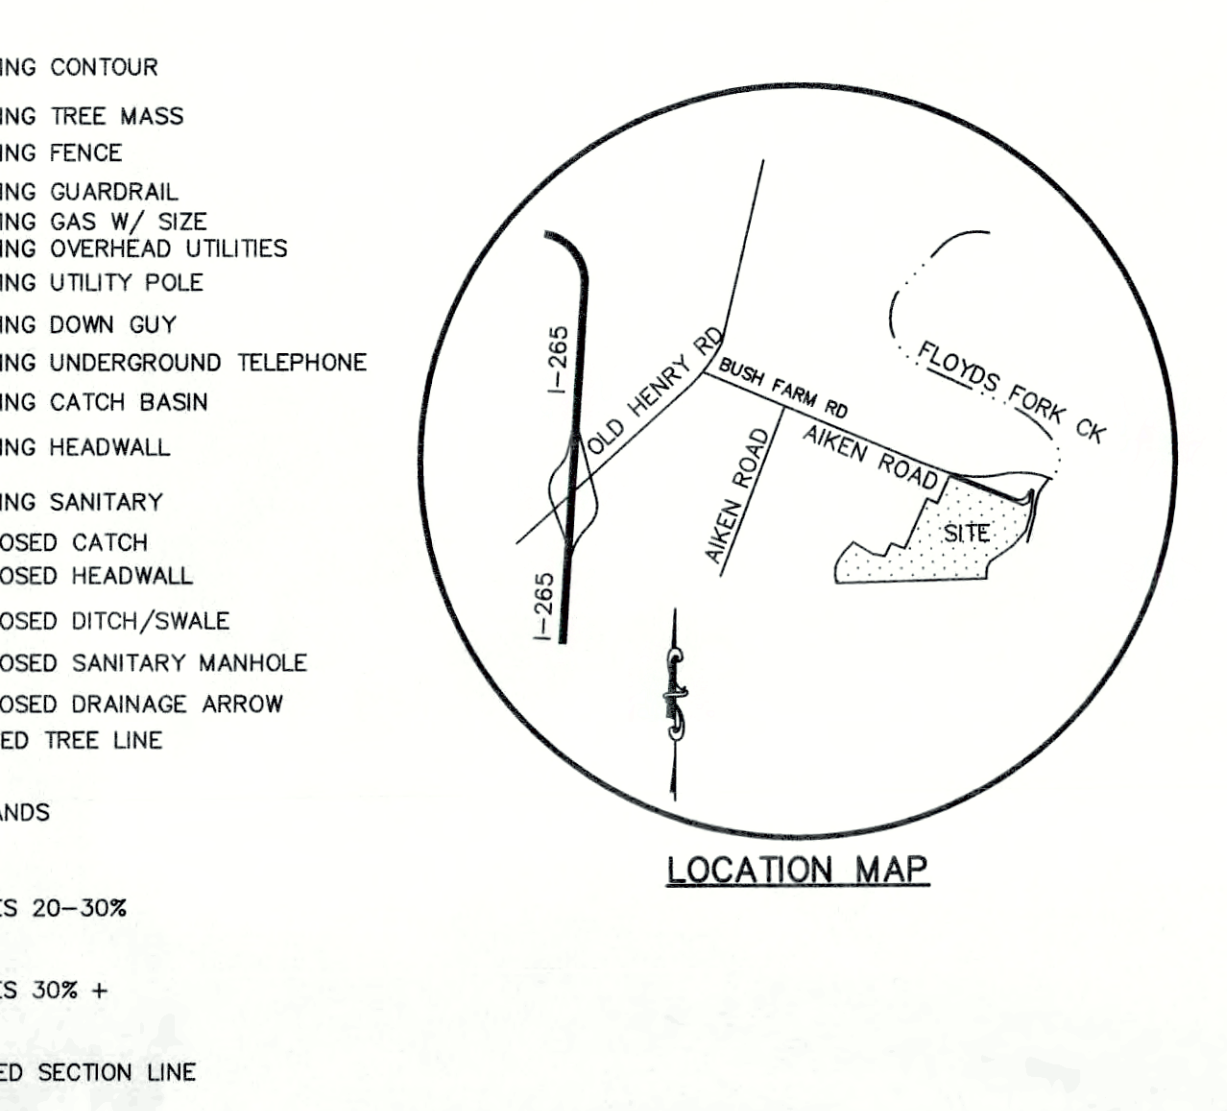 ING CONTOUR
ING TREE MASS
ING FENCE
ING GUARDRAIL
ING GAS W/ SIZE
ING OVERHEAD UTILITIES
ING UTILITY POLE
ING DOWN GUY
ING UNDERGROUND TELEPHONE
ING CATCH BASIN
ING HEADWALL
ING SANITARY
OSED CATCH
OSED HEADWALL
OSED DITCH/SWALE
OSED SANITARY MANHOLE
OSED DRAINAGE ARROW
ED TREE LINE
ANDS
ES 20-30%
ES 30% +
ED SECTION LINE
I-265
OLD HENRY RD
BUSH FARM RD
FLOYDS FORK CK
AIKEN ROAD
AIKEN ROAD
SITE
I-265
LOCATION MAP